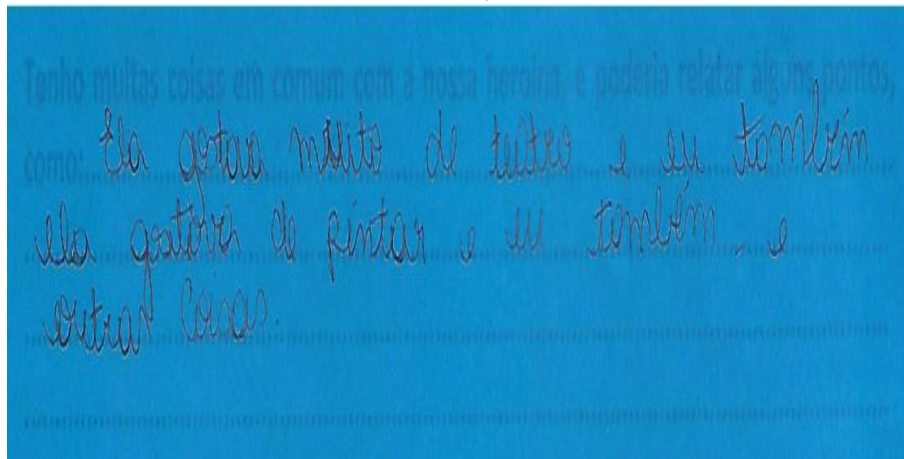 Tenho muitas coisas em comum com a nossa heroína, e poderia relatar alguns pontos,
como: Ela gotava muito de teatro e eu também
ela gostava de pintar e eu também e
outras coisas.